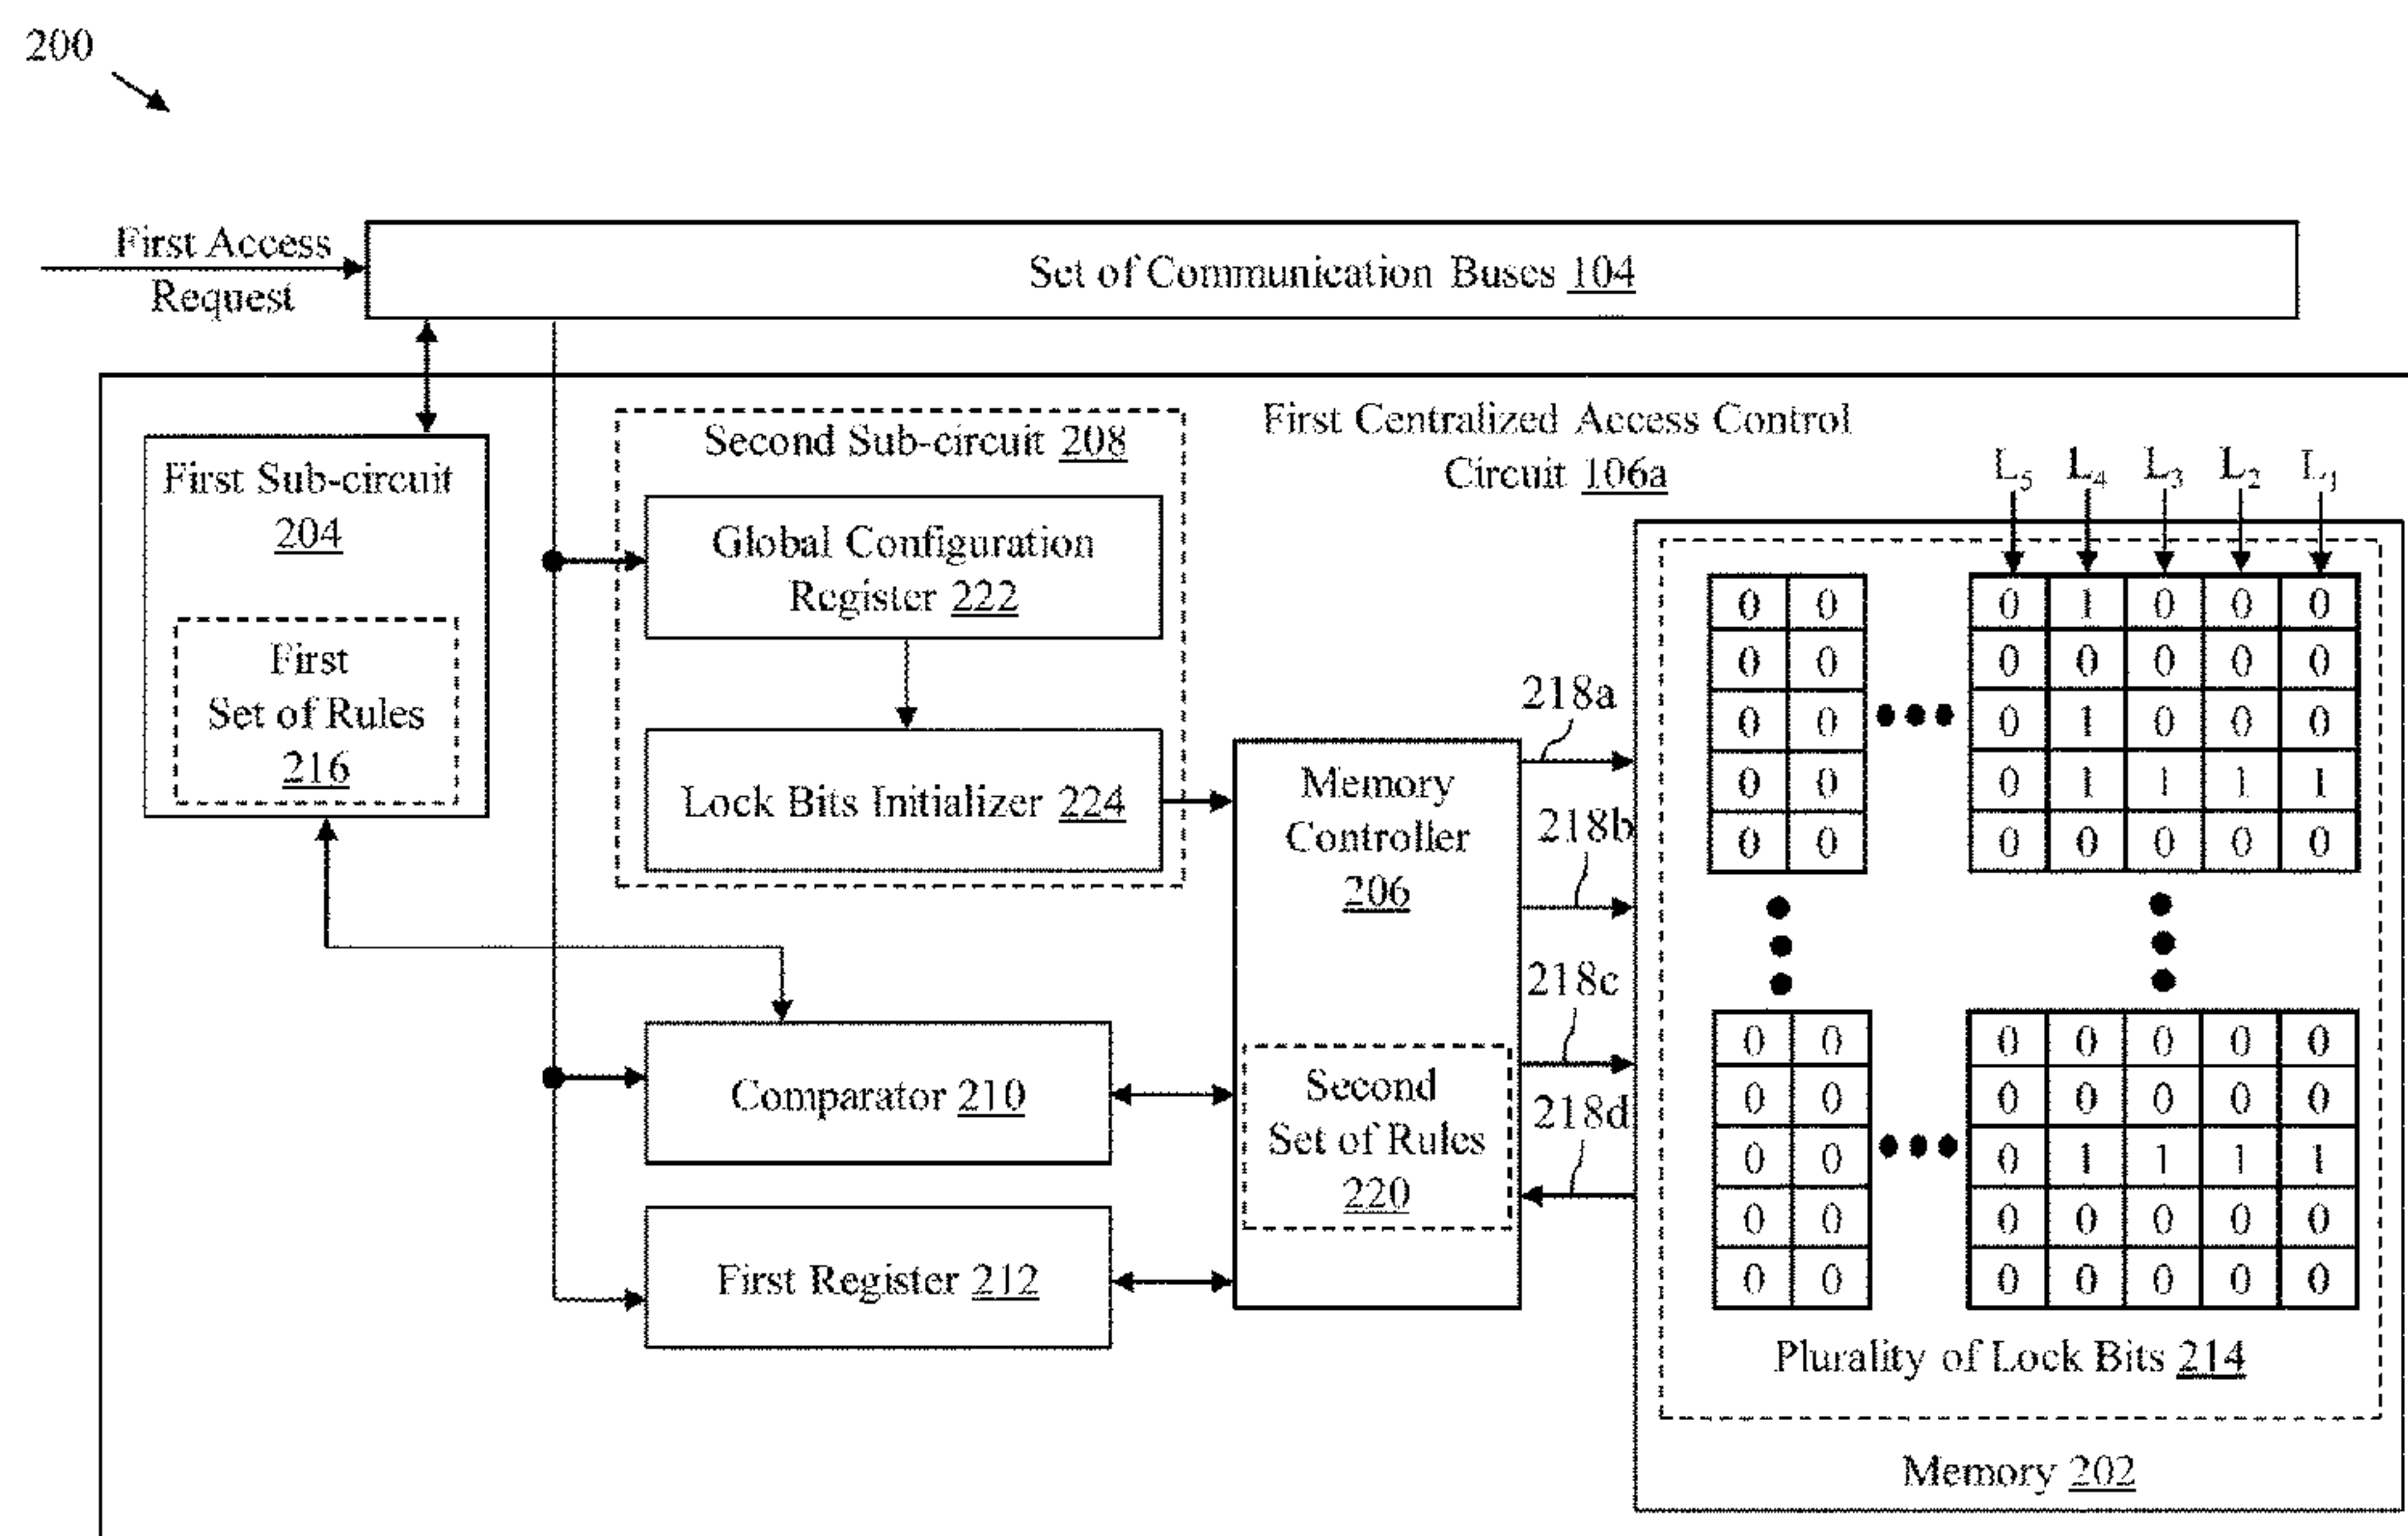 200
First Access
Request
Set of Communication Buses 104
First Sub-circuit
204
First
Set of Rules
216
Second Sub-circuit 208
Global Configuration
Register 222
Lock Bits Initializer 224
Comparator 210
First Register 212
First Centralized Access Control
Circuit 106a
Memory
Controller
206
Second
Set of Rules
220
218a
218b
218c
218d
L5 L4 L3 L2 L1
0 0 0 1 0 0 0
0 0 0 0 0 0 0
0 0 0 1 0 0 0
0 0 0 1 1 1 1
0 0 0 0 0 0 0
0 0 0 0 0 0 0
0 0 0 0 0 0 0
0 0 0 1 1 1 1
0 0 0 0 0 0 0
0 0 0 0 0 0 0
Plurality of Lock Bits 214
Memory 202